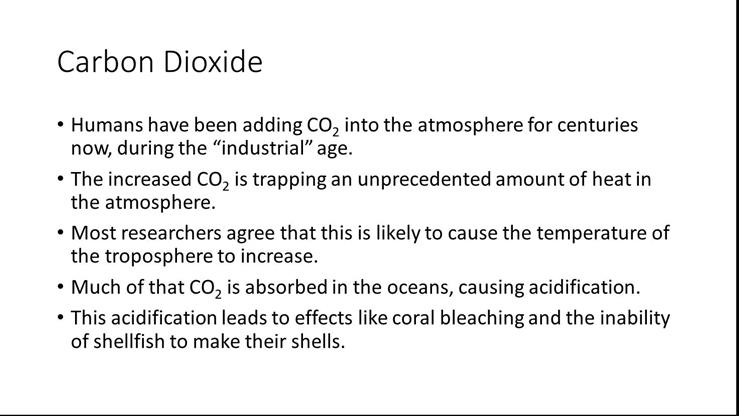 Carbon Dioxide
• Humans have been adding CO₂ into the atmosphere for centuries
now, during the “industrial” age.
• The increased CO₂ is trapping an unprecedented amount of heat in
the atmosphere.
• Most researchers agree that this is likely to cause the temperature of
the troposphere to increase.
• Much of that CO₂ is absorbed in the oceans, causing acidification.
• This acidification leads to effects like coral bleaching and the inability
of shellfish to make their shells.